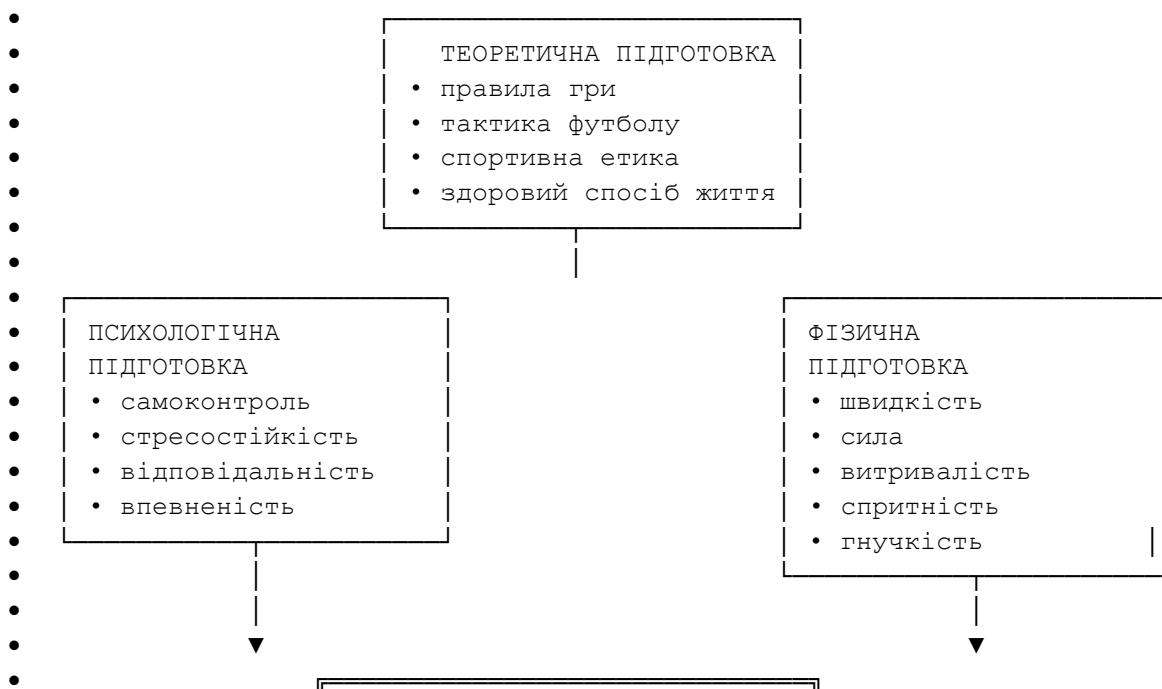 ТЕОРЕТИЧНА ПІДГОТОВКА
• правила гри
• тактика футболу
• спортивна етика
• здоровий спосіб життя
ПСИХОЛОГІЧНА
ПІДГОТОВКА
• самоконтроль
• стресостійкість
• відповідальність
• впевненість
ФІЗИЧНА
ПІДГОТОВКА
• швидкість
• сила
• витривалість
• спритність
• гнучкість